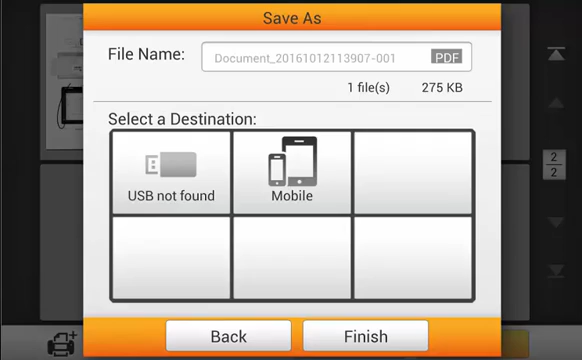 Save As
File Name:
Document_20161012113907-001 PDF
1 file(s) 275 KB
Select a Destination:
USB not found
Mobile
2
2
Back
Finish